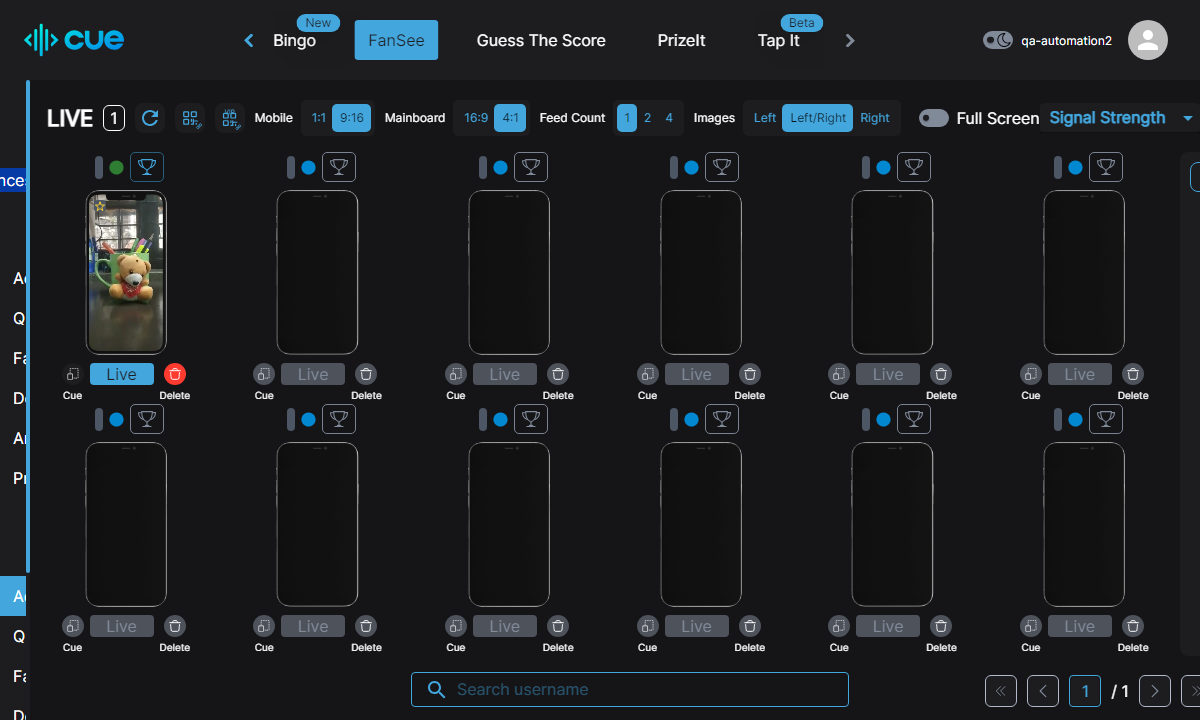 cue
Bingo New
FanSee
Guess The Score
PrizeIt
Tap It Beta
qa-automation2
LIVE 1
Mobile 1:1 9:16
Mainboard 16:9 4:1
Feed Count 1 2 4
Images Left Left/Right Right
Full Screen
Signal Strength
Live Live Live Live Live Live
Cue Delete Cue Delete Cue Delete Cue Delete Cue Delete Cue Delete
Live Live Live Live Live Live
Cue Delete Cue Delete Cue Delete Cue Delete Cue Delete Cue Delete
Search username
1 / 1